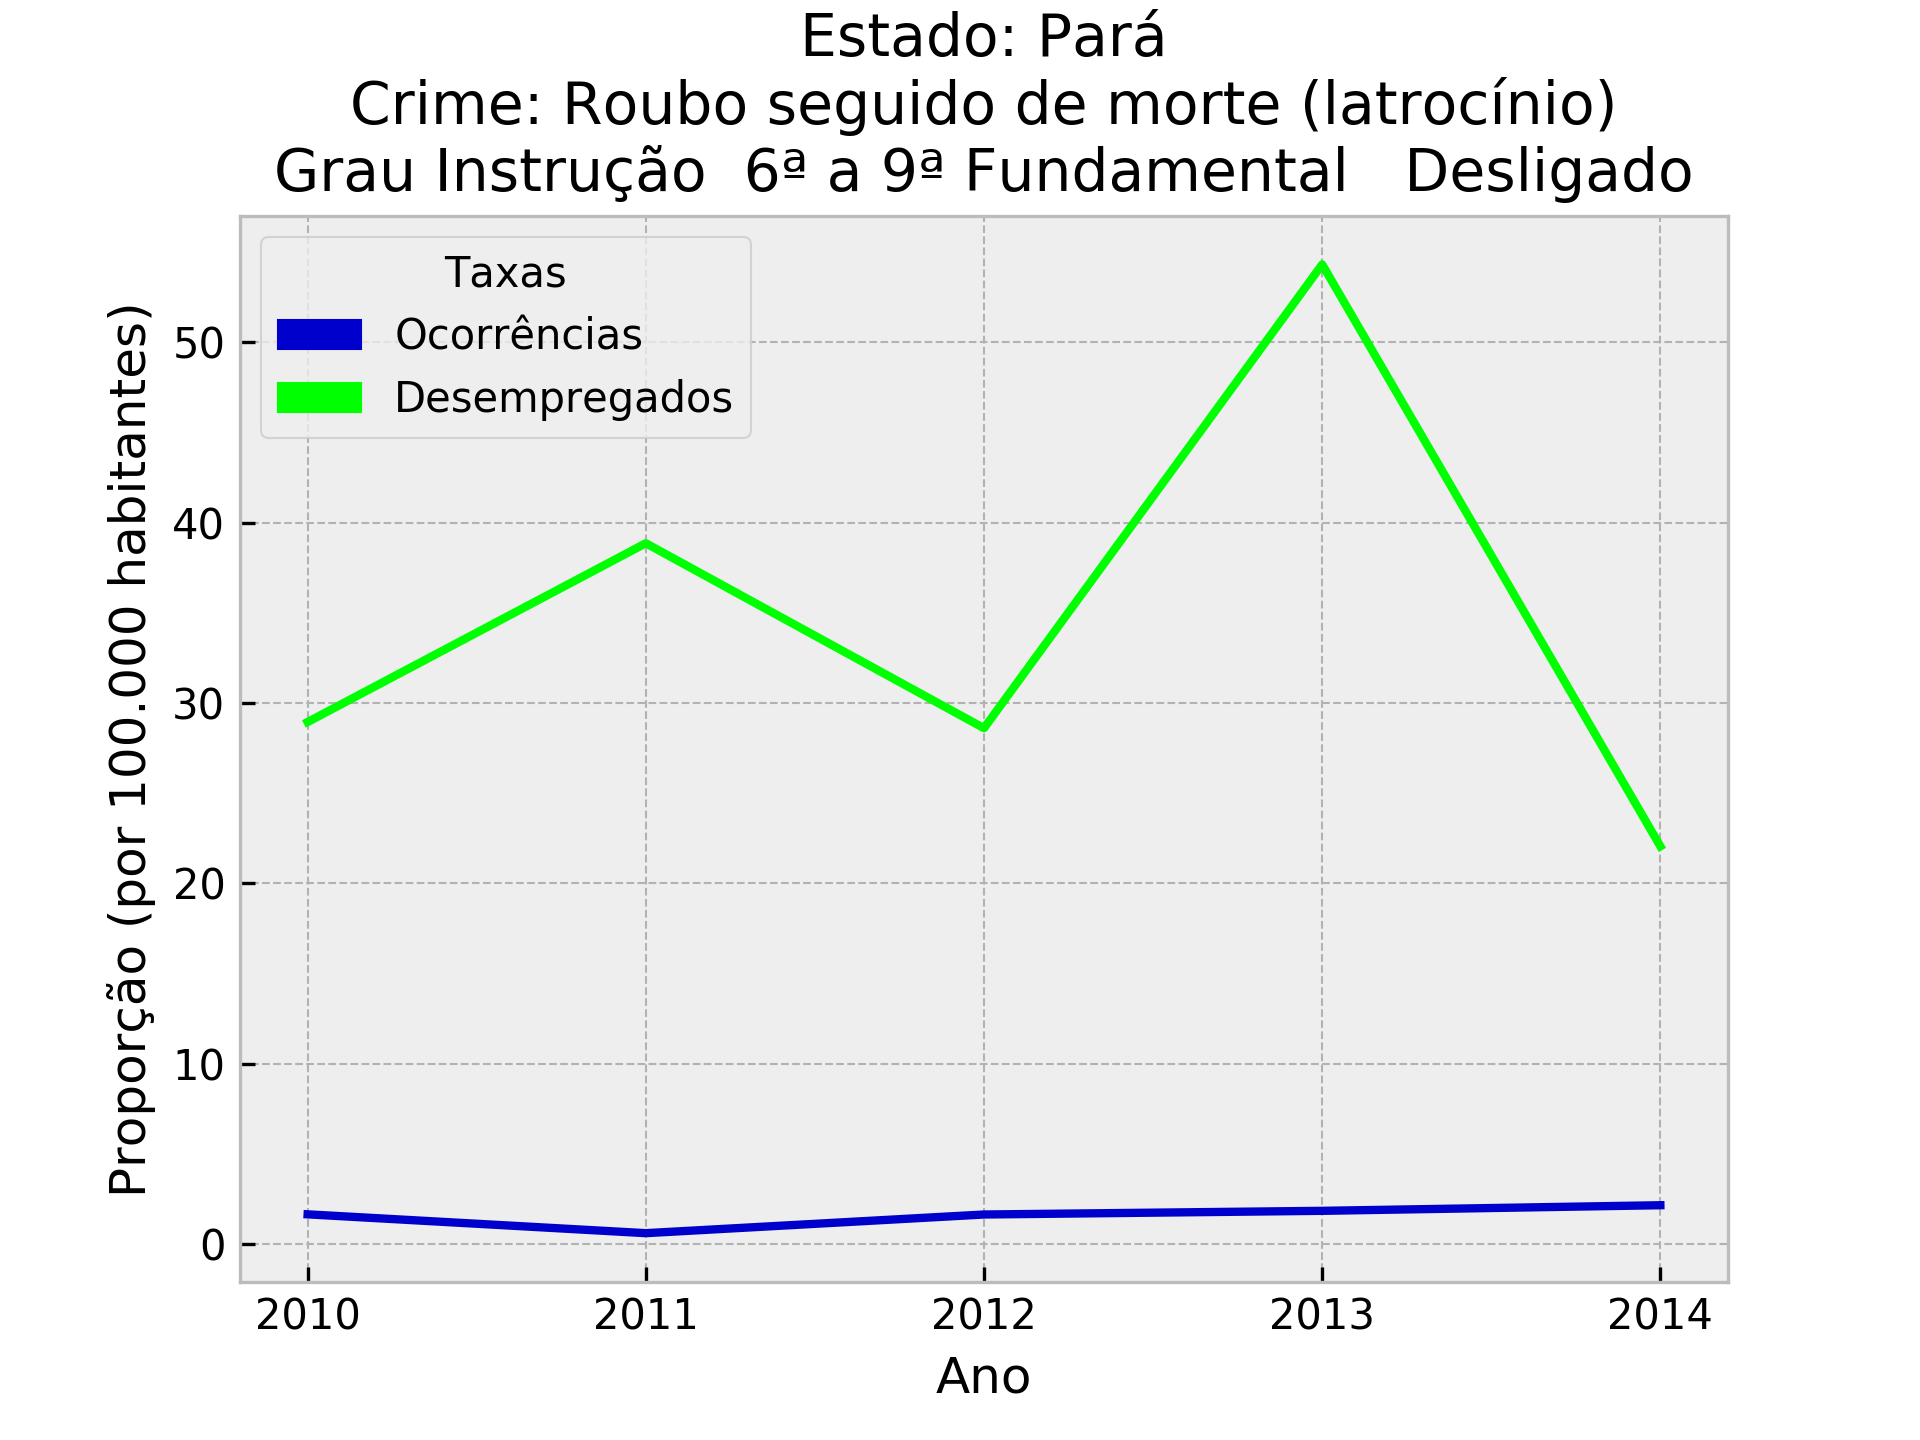 Estado: Pará
Crime: Roubo seguido de morte (latrocínio)
Grau Instrução  6ª a 9ª Fundamental   Desligado
Taxas
Ocorrências
Desempregados
Proporção (por 100.000 habitantes)
50
40
30
20
10
0
2010 2011 2012 2013 2014
Ano